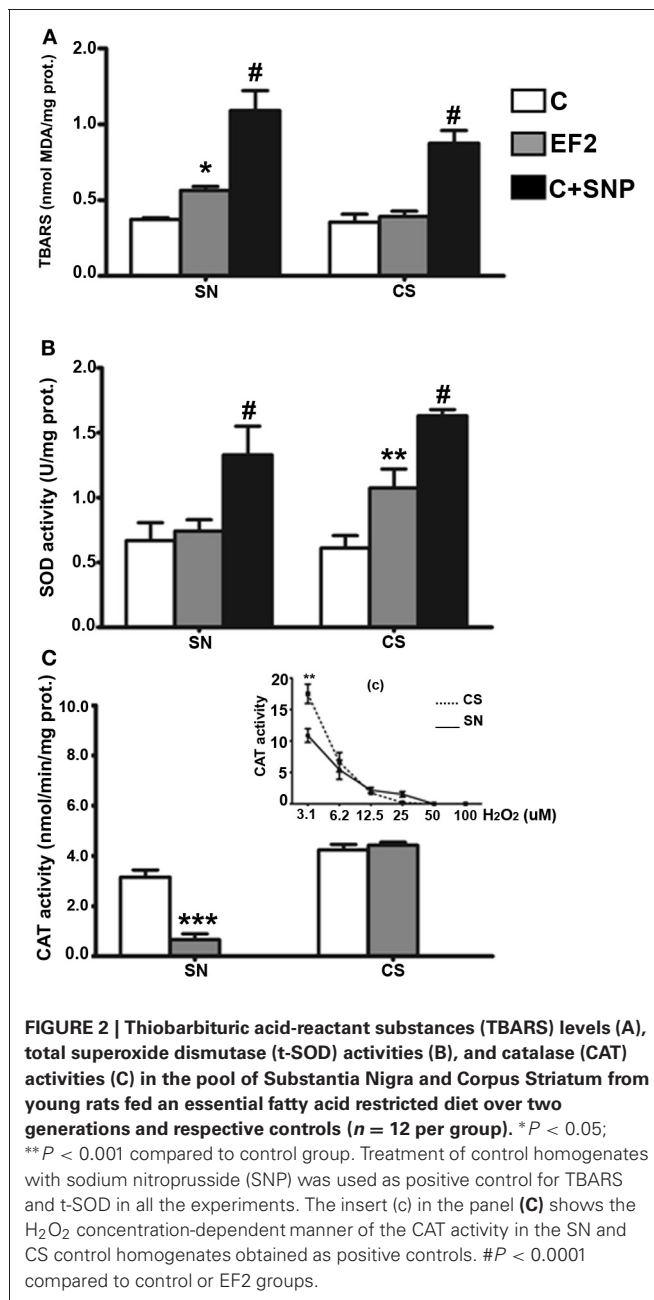 A
TBARS (nmol MDA/mg prot.)
2.0
1.0
0.5
0.0
*
#
#
SN
CS
C
EF2
C+SNP
B
SOD activity (U/mg prot.)
2.0
1.5
1.0
0.5
0.0
#
**
#
SN
CS
C
CAT activity (nmol/min/mg prot.)
10.0
8.0
6.0
4.0
2.0
0.0
***
SN
CS
(c)
CAT activity
20
15
10
5
0
**
CS
SN
3.1 6.2 12.5 25 50 100 H₂O₂ (uM)
FIGURE 2 | Thiobarbituric acid-reactant substances (TBARS) levels (A),
total superoxide dismutase (t-SOD) activities (B), and catalase (CAT)
activities (C) in the pool of Substantia Nigra and Corpus Striatum from
young rats fed an essential fatty acid restricted diet over two
generations and respective controls (n = 12 per group). *P < 0.05;
**P < 0.001 compared to control group. Treatment of control homogenates
with sodium nitroprusside (SNP) was used as positive control for TBARS
and t-SOD in all the experiments. The insert (c) in the panel (C) shows the
H₂O₂ concentration-dependent manner of the CAT activity in the SN and
CS control homogenates obtained as positive controls. #P < 0.0001
compared to control or EF2 groups.